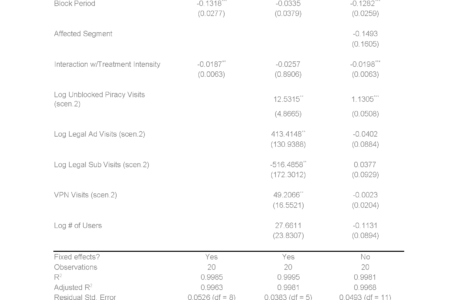 Block Period -0.1316*** -0.0335 -0.1282***
(0.0277) (0.0379) (0.0259)
Affected Segment -0.1493
(0.1605)
Interaction w/Treatment Intensity -0.0187** -0.0257 -0.0198***
(0.0063) (0.8906) (0.0063)
Log Unblocked Piracy Visits 12.5315** 1.1305***
(scen.2)
(4.8665) (0.0508)
Log Legal Ad Visits (scen.2) 413.4148** -0.0402
(130.9388) (0.0884)
Log Legal Sub Visits (scen.2) -516.4856** 0.0377
(172.3012) (0.0929)
VPN Visits (scen.2) 49.2066** -0.0023
(16.5521) (0.0204)
Log # of Users 27.6611 -0.1131
(23.8307) (0.0894)
Fixed effects? Yes Yes No
Observations 20 20 20
R² 0.9985 0.9995 0.9981
Adjusted R² 0.9963 0.9981 0.9968
Residual Std. Error 0.0526 (df = 8) 0.0383 (df = 5) 0.0493 (df = 11)